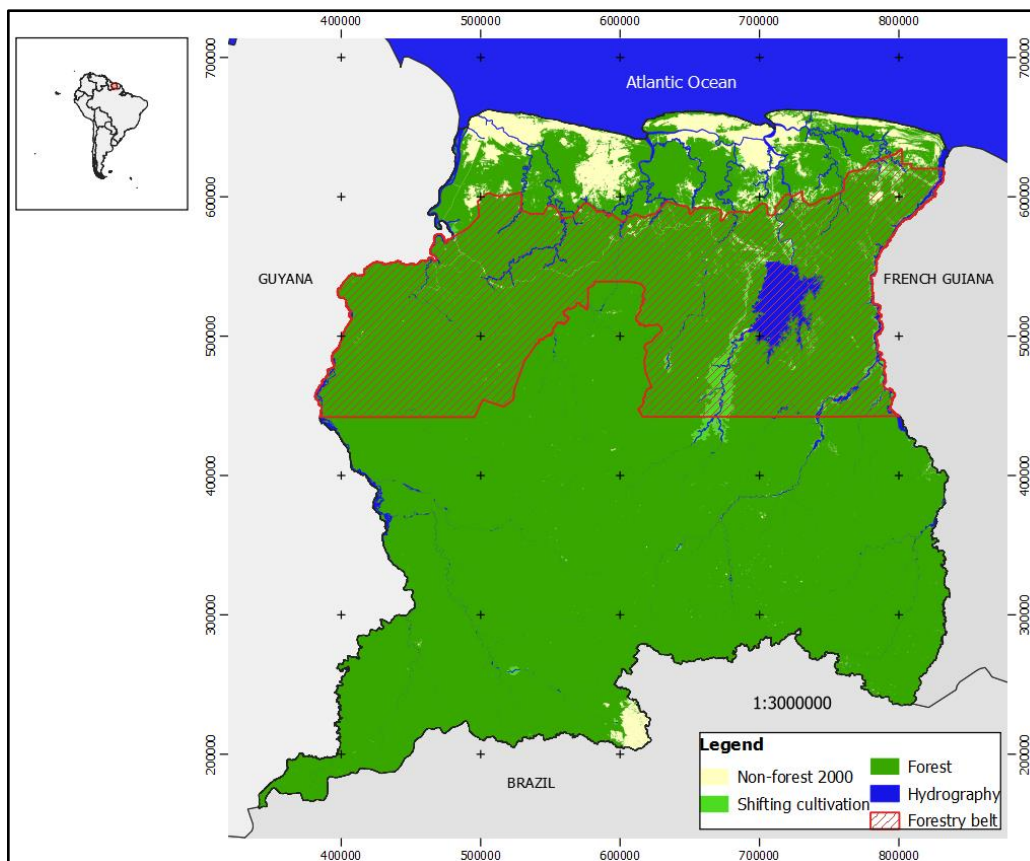 400000 500000 600000 700000 800000
700000
700000
Atlantic Ocean
600000
600000
GUYANA
FRENCH GUIANA
500000
500000
400000
400000
300000
300000
1:3000000
200000
200000
BRAZIL
Legend
Non-forest 2000
Shifting cultivation
Forest
Hydrography
Forestry belt
400000 500000 600000 700000 800000